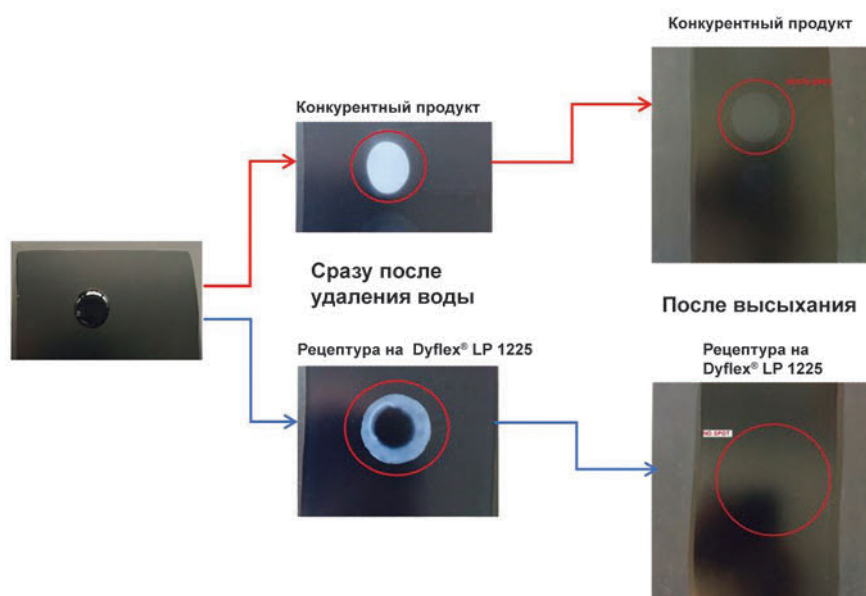 Конкурентный продукт
Конкурентный продукт
Сразу после
удаления воды
После высыхания
Рецептура на Dyflex® LP 1225
Рецептура на
Dyflex® LP 1225
NO SPOT